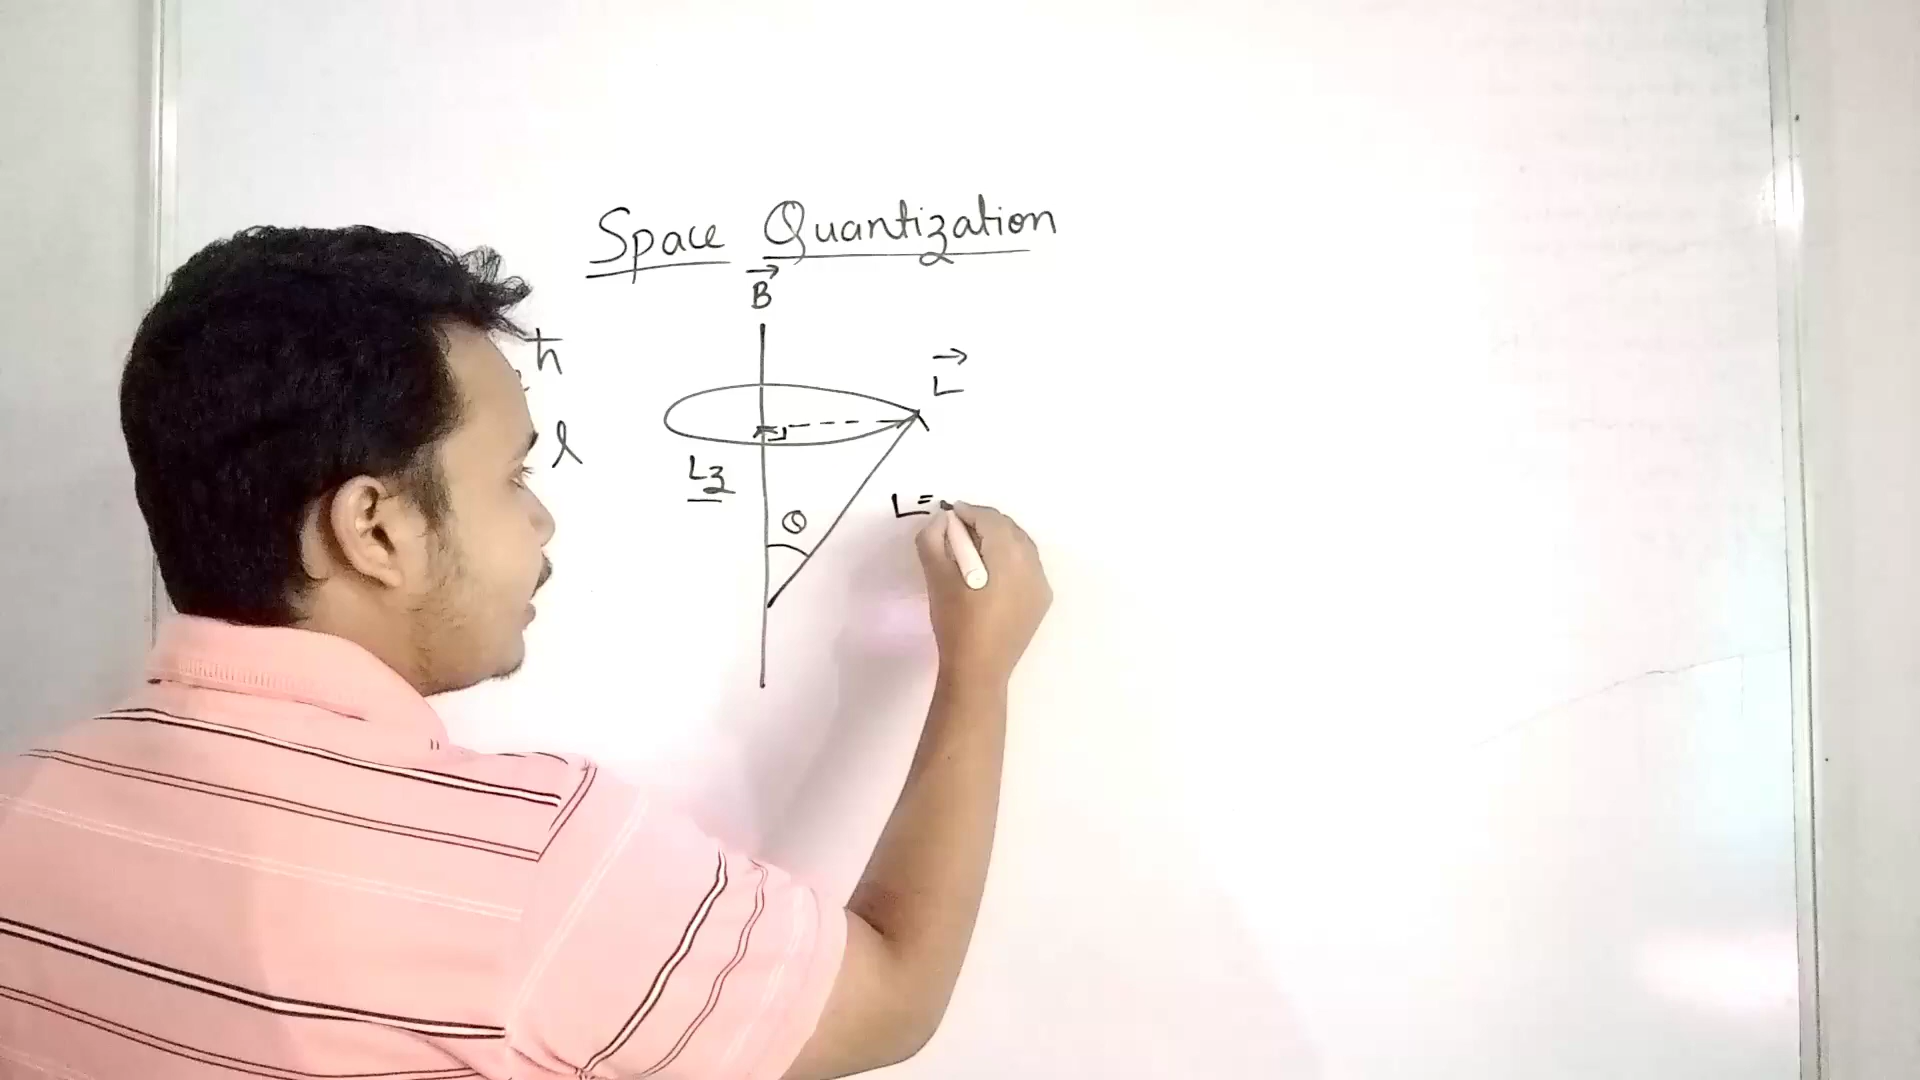 Space Quantization
B
ħ
L
l
Lz
θ
L=